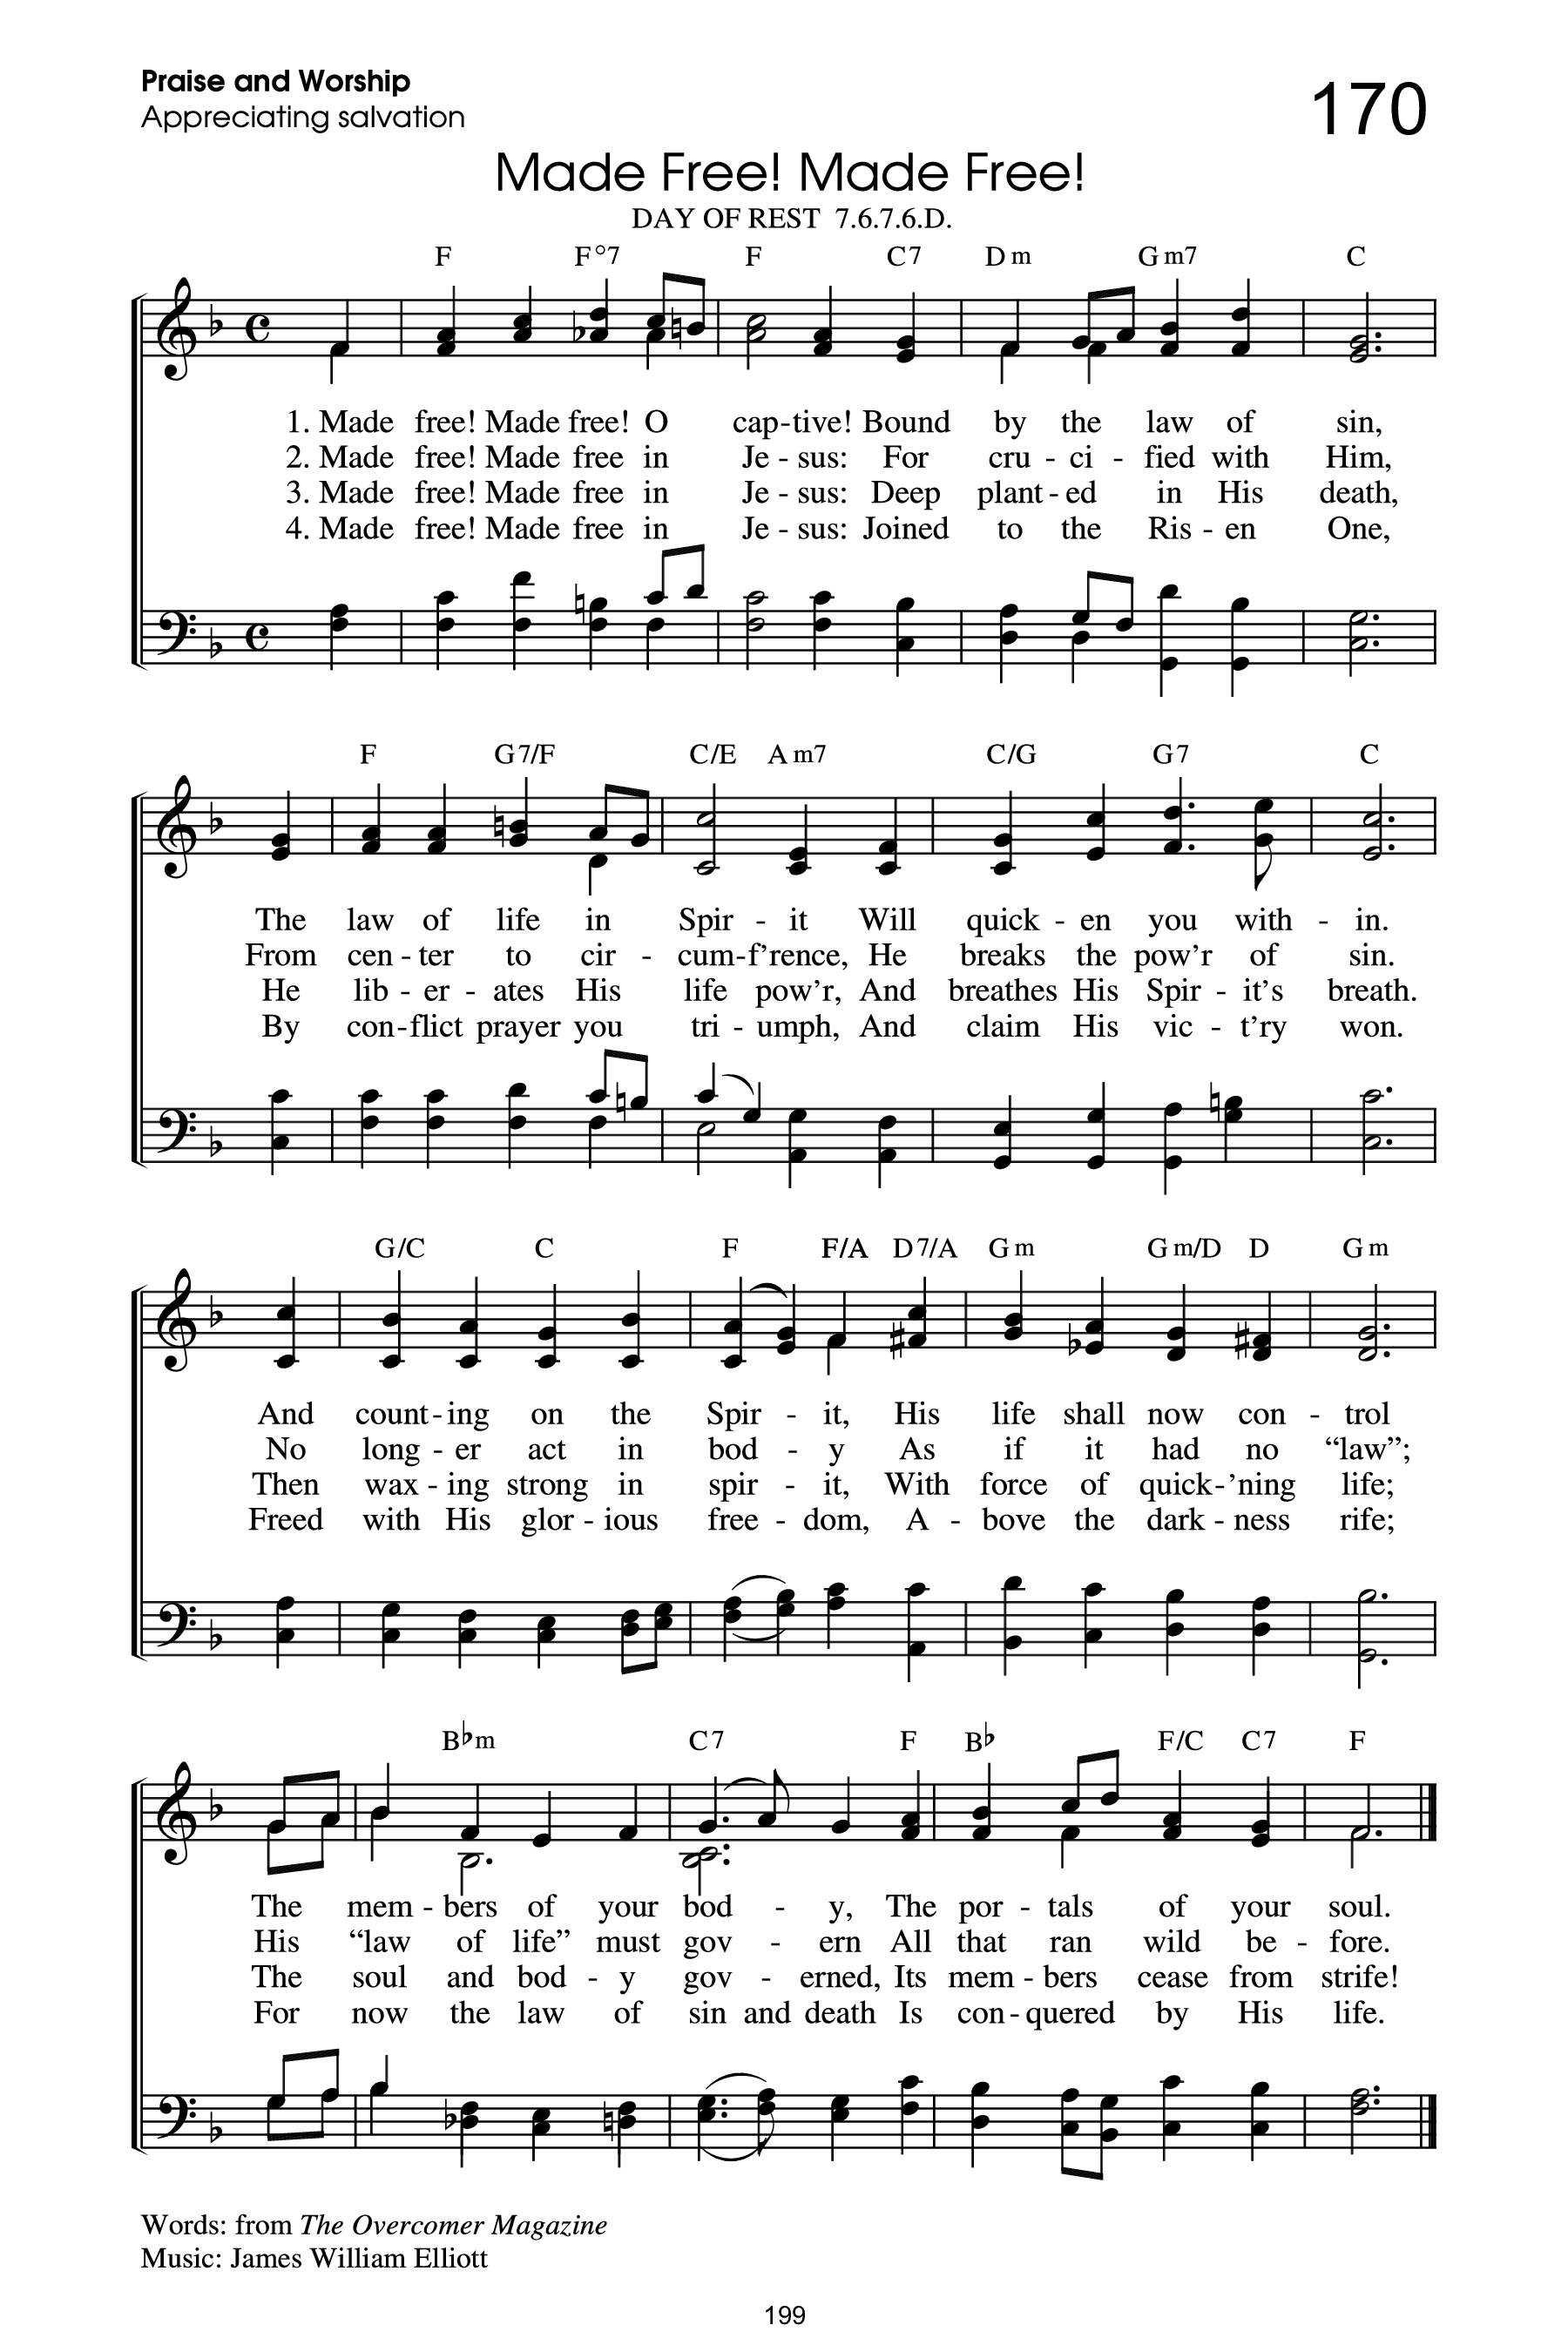 Praise and Worship
Appreciating salvation
170
Made Free! Made Free!
DAY OF REST 7.6.7.6.D.
F F°7 F C7 Dm Gm7 C
1. Made free! Made free! O cap-tive! Bound by the law of sin,
2. Made free! Made free in Je - sus: For cru - ci - fied with Him,
3. Made free! Made free in Je - sus: Deep plant - ed in His death,
4. Made free! Made free in Je - sus: Joined to the Ris - en One,
F G7/F C/E Am7 C/G G7 C
The law of life in Spir - it Will quick - en you with - in.
From cen - ter to cir - cum-f’rence, He breaks the pow’r of sin.
He lib - er - ates His life pow’r, And breathes His Spir - it’s breath.
By con-flict prayer you tri - umph, And claim His vic - t’ry won.
G/C C F F/A D7/A Gm Gm/D D Gm
And count-ing on the Spir - it, His life shall now con - trol
No long - er act in bod - y As if it had no “law”;
Then wax - ing strong in spir - it, With force of quick-’ning life;
Freed with His glor - ious free - dom, A - bove the dark - ness rife;
B♭m C7 F B♭ F/C C7 F
The mem - bers of your bod - y, The por - tals of your soul.
His “law of life” must gov - ern All that ran wild be - fore.
The soul and bod - y gov - erned, Its mem - bers cease from strife!
For now the law of sin and death Is con-quered by His life.
Words: from The Overcomer Magazine
Music: James William Elliott
199